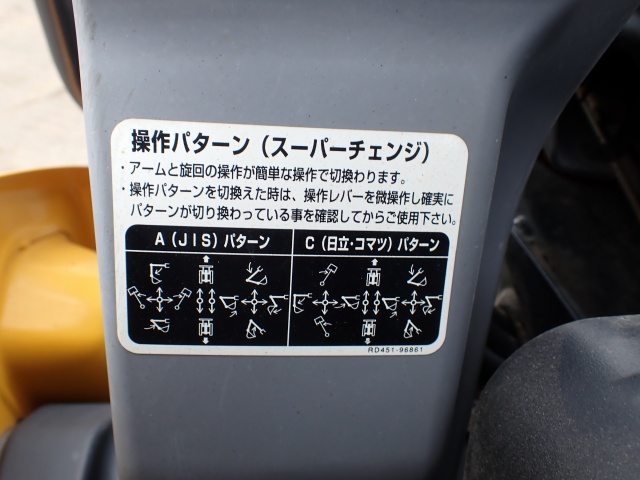 操作パターン（スーパーチェンジ）
・アームと旋回の操作が簡単な操作で切換わります。
・操作パターンを切換えた時は、操作レバーを微操作し確実に
パターンが切り換わっている事を確認してからご使用下さい。
A（JIS）パターン
C（日立・コマツ）パターン
RD451-96861